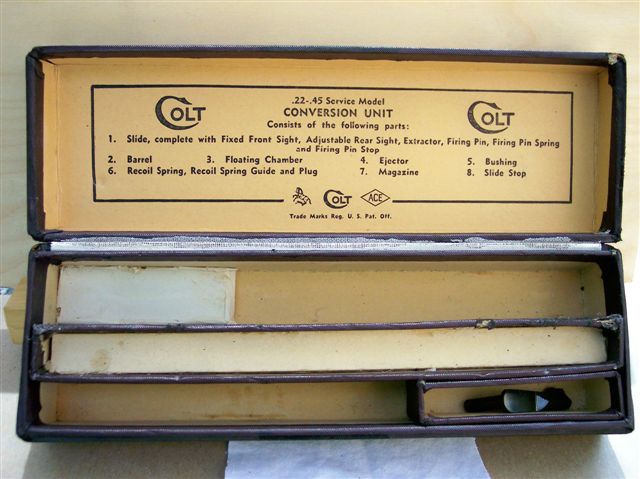 COLT
COLT
.22-.45 Service Model
CONVERSION UNIT
Consists of the following parts:
1. Slide, complete with Fixed Front Sight, Adjustable Rear Sight, Extractor, Firing Pin, Firing Pin Spring
and Firing Pin Stop
2. Barrel 3. Floating Chamber 4. Ejector 5. Bushing
6. Recoil Spring, Recoil Spring Guide and Plug 7. Magazine 8. Slide Stop
COLT ACE
Trade Marks Reg. U. S. Pat. Off.